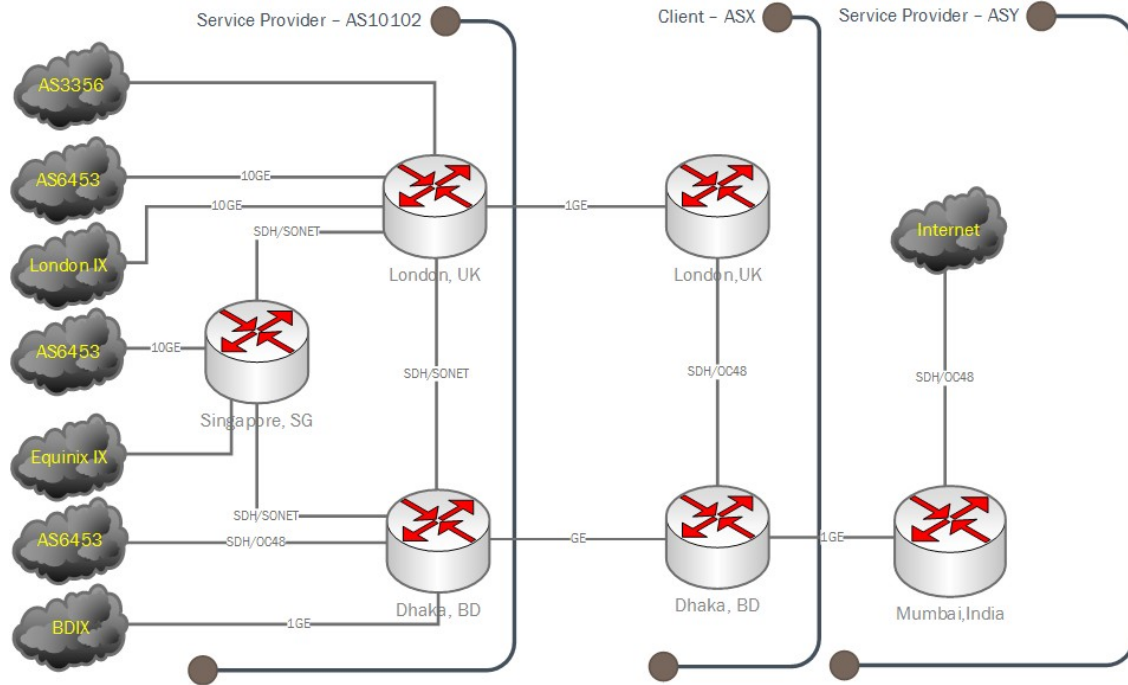 Service Provider – AS10102
Client – ASX
Service Provider – ASY
AS3356
AS6453
10GE
London IX
10GE
SDH/SONET
London, UK
1GE
London,UK
Internet
AS6453
10GE
Singapore, SG
SDH/SONET
SDH/OC48
SDH/OC48
Equinix IX
SDH/SONET
AS6453
SDH/OC48
GE
1GE
BDIX
1GE
Dhaka, BD
Dhaka, BD
Mumbai,India